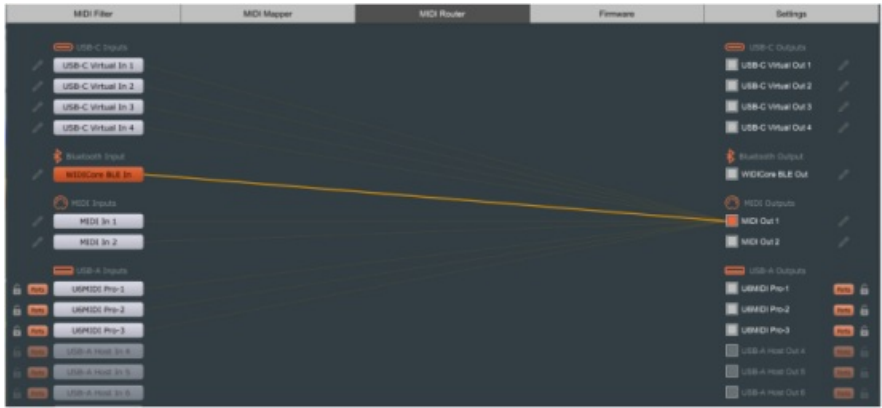 MIDI Filter MIDI Mapper MIDI Router Firmware Settings
USB-C Inputs USB-C Outputs
USB-C Virtual In 1 USB-C Virtual Out 1
USB-C Virtual In 2 USB-C Virtual Out 2
USB-C Virtual In 3 USB-C Virtual Out 3
USB-C Virtual In 4 USB-C Virtual Out 4
Bluetooth Input Bluetooth Output
WIDICore BLE In WIDICore BLE Out
MIDI Inputs MIDI Outputs
MIDI In 1 MIDI Out 1
MIDI In 2 MIDI Out 2
USB-A Inputs USB-A Outputs
U6MIDI Pro-1 U6MIDI Pro-1
U6MIDI Pro-2 U6MIDI Pro-2
U6MIDI Pro-3 U6MIDI Pro-3
USB-A Host In 4 USB-A Host Out 4
USB-A Host In 5 USB-A Host Out 5
USB-A Host In 6 USB-A Host Out 6